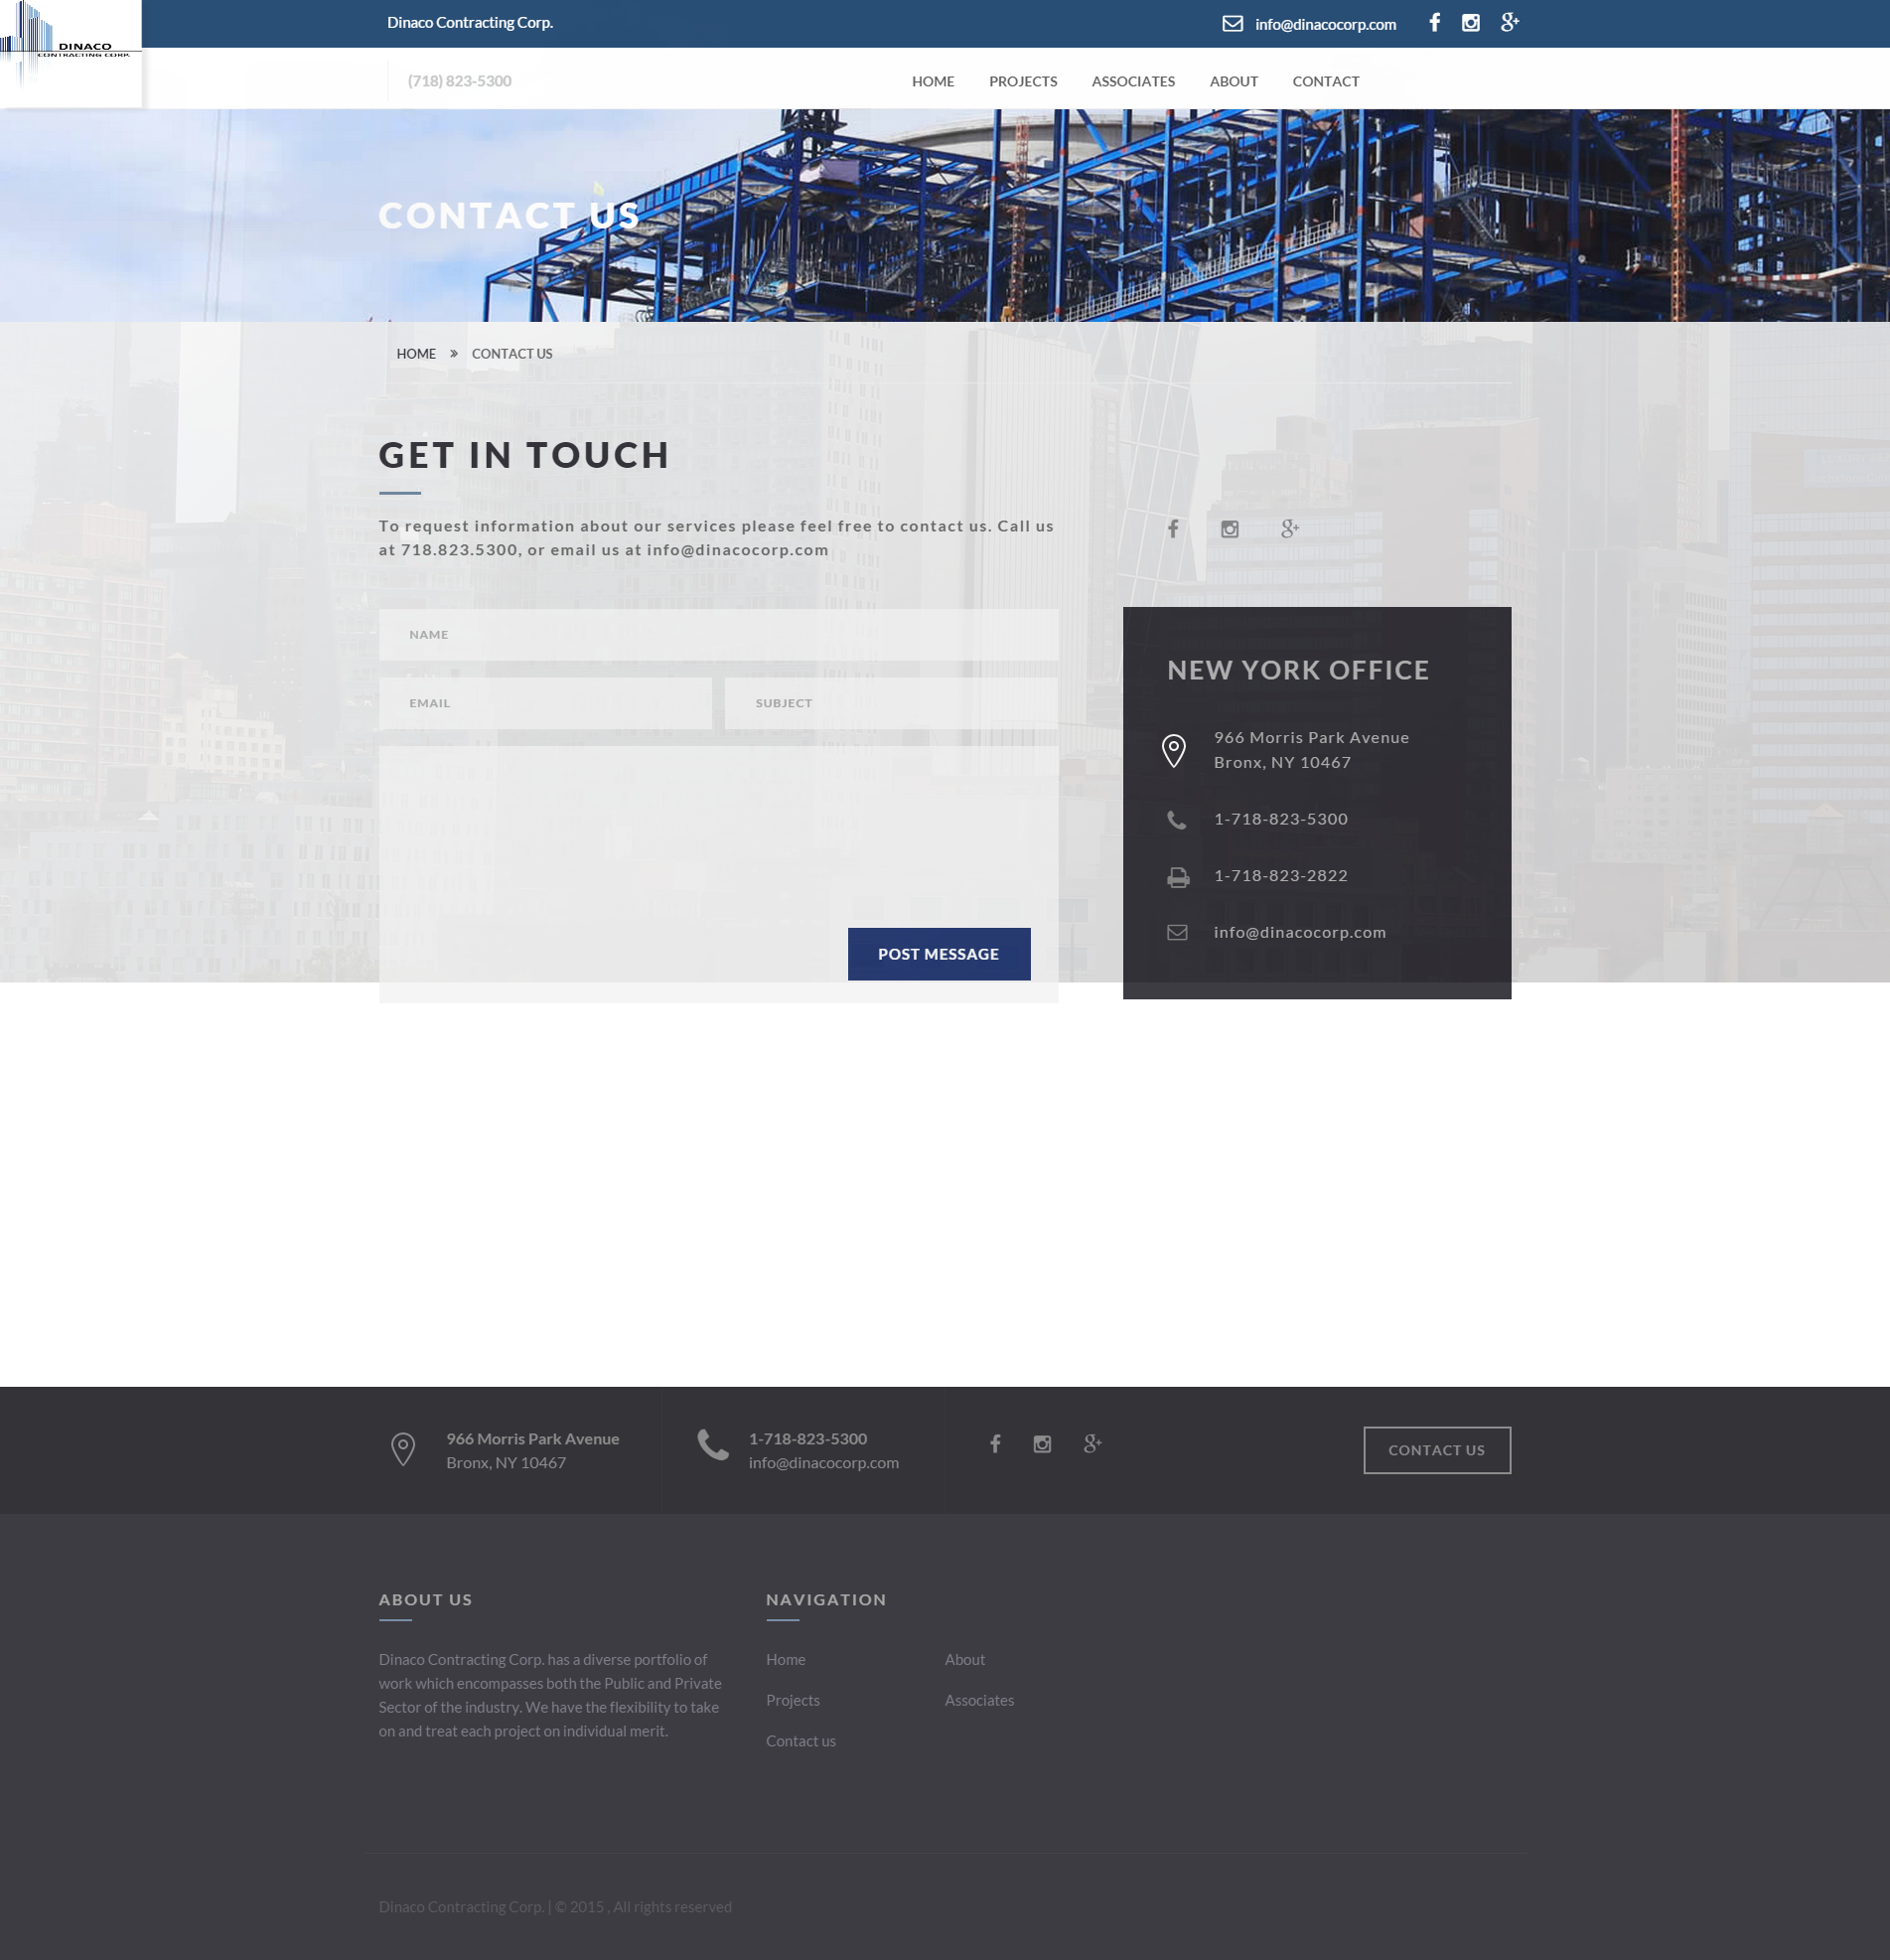 DINACO
CONTRACTING CORP.
Dinaco Contracting Corp.
info@dinacocorp.com
(718) 823-5300
HOME
PROJECTS
ASSOCIATES
ABOUT
CONTACT
CONTACT US
HOME » CONTACT US
GET IN TOUCH
To request information about our services please feel free to contact us. Call us
at 718.823.5300, or email us at info@dinacocorp.com
NAME
EMAIL
SUBJECT
POST MESSAGE
NEW YORK OFFICE
966 Morris Park Avenue
Bronx, NY 10467
1-718-823-5300
1-718-823-2822
info@dinacocorp.com
966 Morris Park Avenue
Bronx, NY 10467
1-718-823-5300
info@dinacocorp.com
CONTACT US
ABOUT US
Dinaco Contracting Corp. has a diverse portfolio of
work which encompasses both the Public and Private
Sector of the industry. We have the flexibility to take
on and treat each project on individual merit.
NAVIGATION
Home
About
Projects
Associates
Contact us
Dinaco Contracting Corp. | © 2015 , All rights reserved